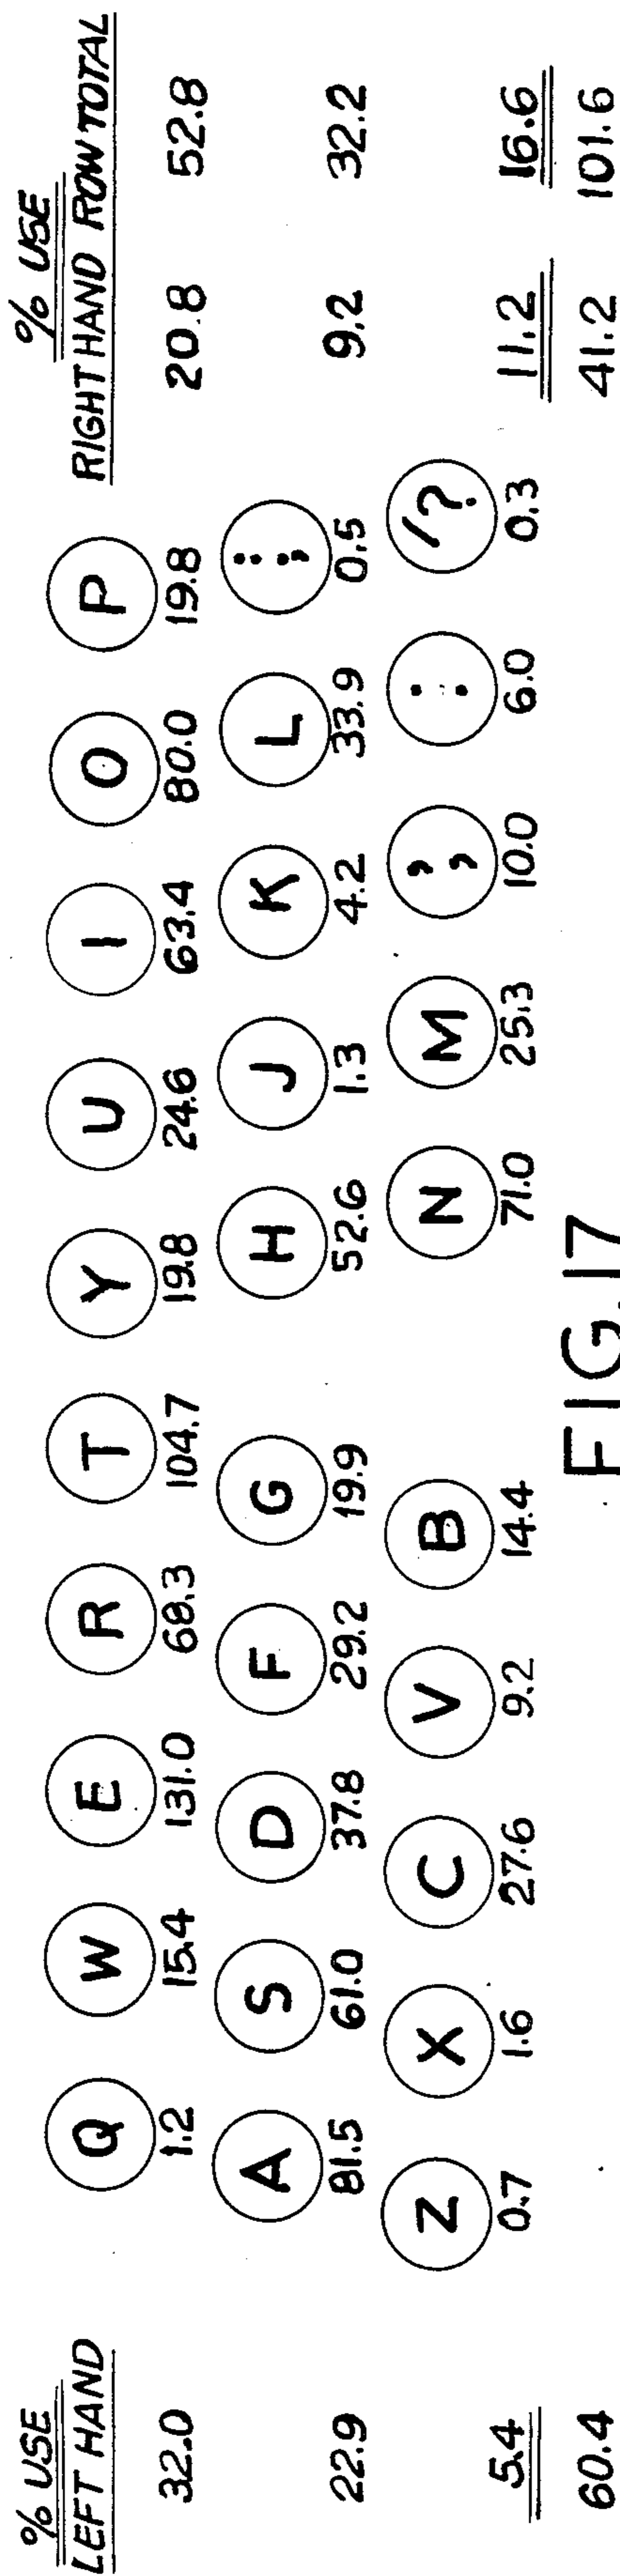 % USE % USE
LEFT HAND RIGHT HAND ROW TOTAL
Q W E R T Y U I O P
32.0 1.2 15.4 131.0 68.3 104.7 19.8 24.6 63.4 80.0 19.8 20.8 52.8
A S D F G H J K L : ;
22.9 81.5 61.0 37.8 29.2 19.9 52.6 1.3 4.2 33.9 0.5 9.2 32.2
Z X C V B N M , , . . / ?
5.4 0.7 1.6 27.6 9.2 14.4 71.0 25.3 10.0 6.0 0.3 11.2 16.6
60.4 41.2 101.6
FIG. 17